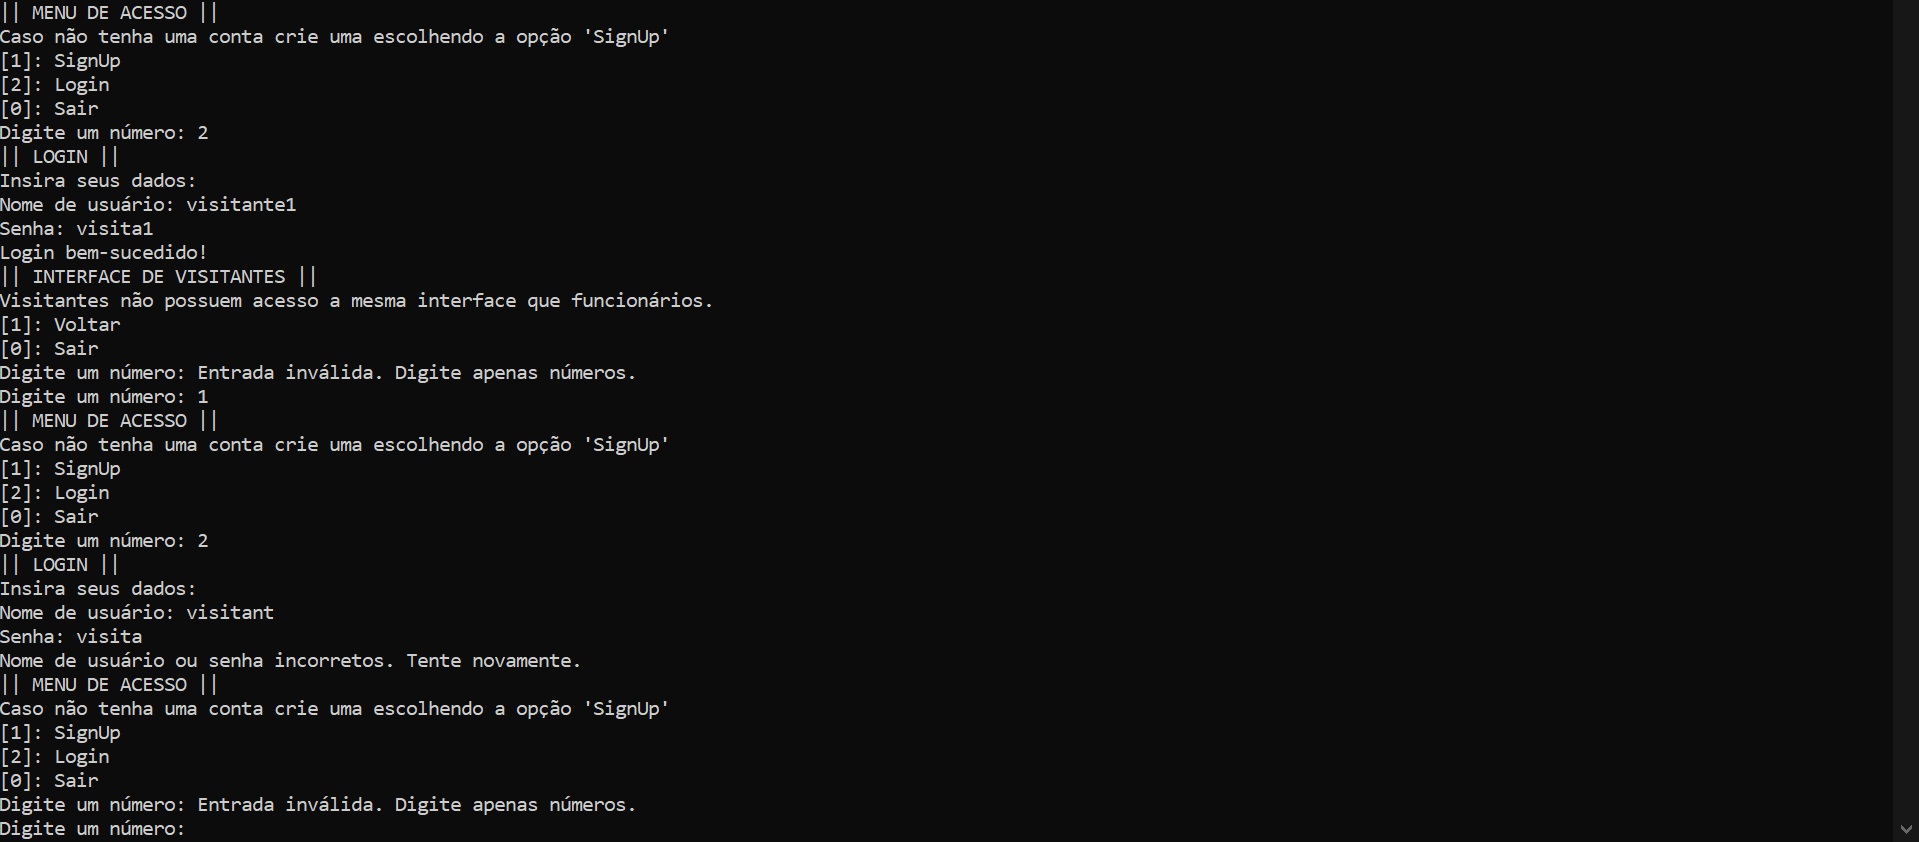 || MENU DE ACESSO ||
Caso não tenha uma conta crie uma escolhendo a opção 'SignUp'
[1]: SignUp
[2]: Login
[0]: Sair
Digite um número: 2
|| LOGIN ||
Insira seus dados:
Nome de usuário: visitante1
Senha: visita1
Login bem-sucedido!
|| INTERFACE DE VISITANTES ||
Visitantes não possuem acesso a mesma interface que funcionários.
[1]: Voltar
[0]: Sair
Digite um número: Entrada inválida. Digite apenas números.
Digite um número: 1
|| MENU DE ACESSO ||
Caso não tenha uma conta crie uma escolhendo a opção 'SignUp'
[1]: SignUp
[2]: Login
[0]: Sair
Digite um número: 2
|| LOGIN ||
Insira seus dados:
Nome de usuário: visitant
Senha: visita
Nome de usuário ou senha incorretos. Tente novamente.
|| MENU DE ACESSO ||
Caso não tenha uma conta crie uma escolhendo a opção 'SignUp'
[1]: SignUp
[2]: Login
[0]: Sair
Digite um número: Entrada inválida. Digite apenas números.
Digite um número: